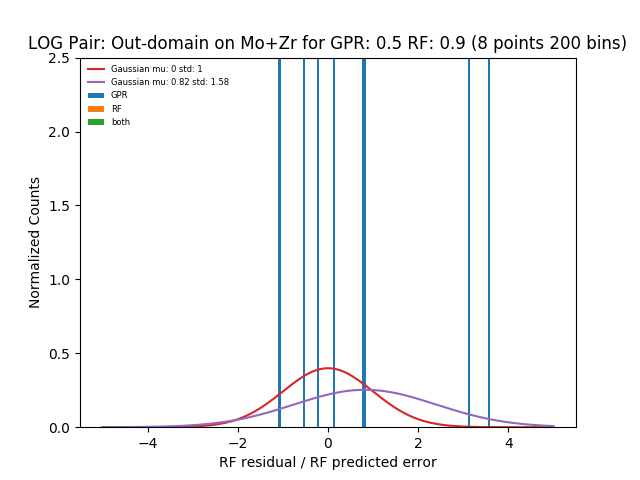 LOG Pair: Out-domain on Mo+Zr for GPR: 0.5 RF: 0.9 (8 points 200 bins)
Gaussian mu: 0 std: 1
Gaussian mu: 0.82 std: 1.58
GPR
RF
both
2.5
2.0
1.5
1.0
0.5
0.0
Normalized Counts
−4
−2
0
2
4
RF residual / RF predicted error